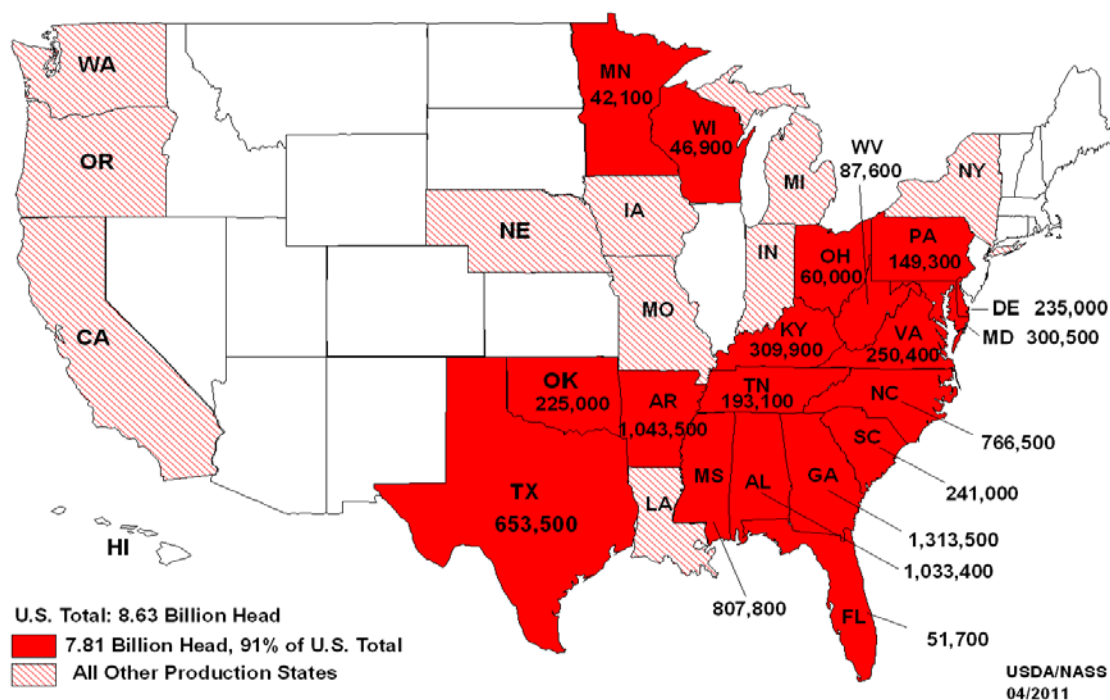 WA
OR
CA
HI
NE
IA
MO
LA
MN
42,100
WI
46,900
MI
IN
NY
WV
87,600
OH
60,000
PA
149,300
DE 235,000
MD 300,500
KY
309,900
VA
250,400
TN
193,100
NC
766,500
SC
241,000
OK
225,000
AR
1,043,500
TX
653,500
MS
807,800
AL
1,033,400
GA
1,313,500
FL
51,700
U.S. Total: 8.63 Billion Head
7.81 Billion Head, 91% of U.S. Total
All Other Production States
USDA/NASS
04/2011